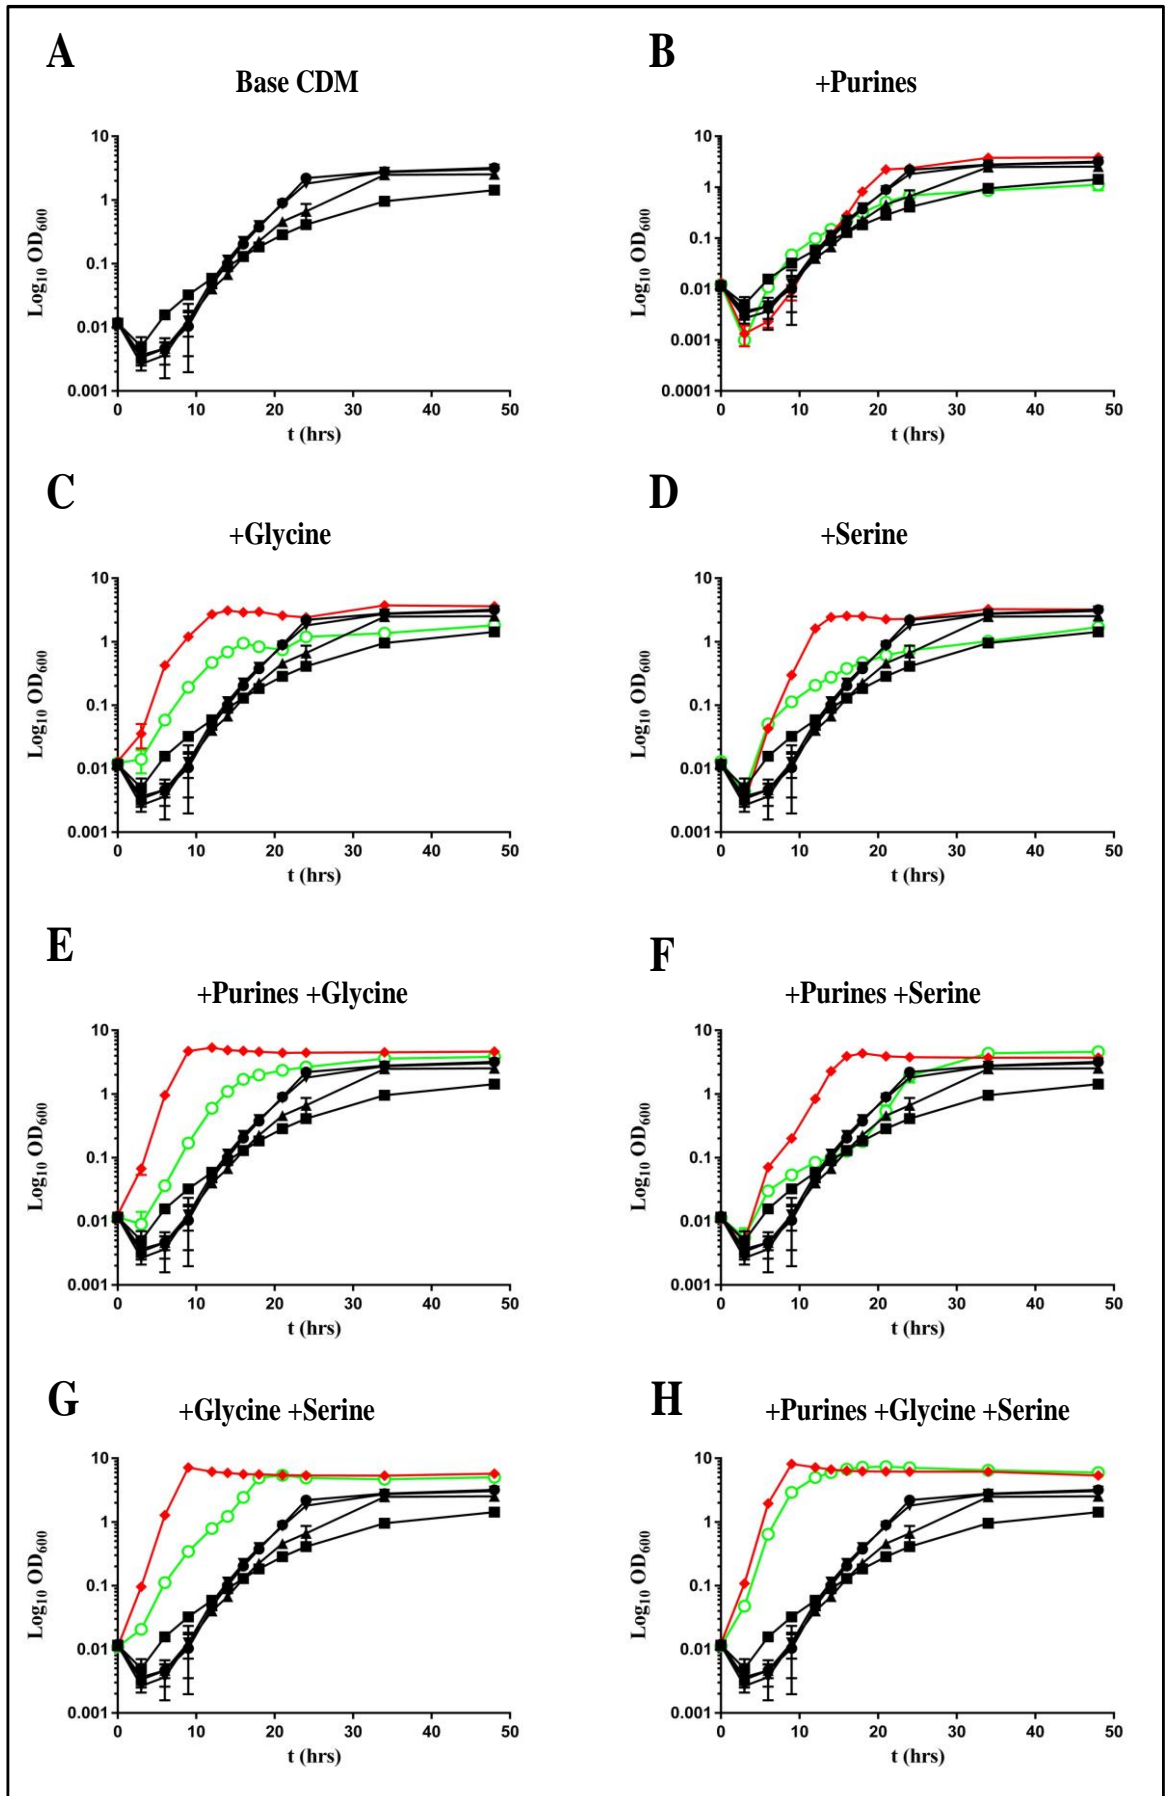 A
Base CDM
10
1
0.1
0.01
0.001
Log10 OD600
0 10 20 30 40 50
t (hrs)
B
+Purines
10
1
0.1
0.01
0.001
0.0001
Log10 OD600
0 10 20 30 40 50
t (hrs)
C
+Glycine
10
1
0.1
0.01
0.001
Log10 OD600
0 10 20 30 40 50
t (hrs)
D
+Serine
10
1
0.1
0.01
0.001
Log10 OD600
0 10 20 30 40 50
t (hrs)
E
+Purines +Glycine
10
1
0.1
0.01
0.001
Log10 OD600
0 10 20 30 40 50
t (hrs)
F
+Purines +Serine
10
1
0.1
0.01
0.001
Log10 OD600
0 10 20 30 40 50
t (hrs)
G
+Glycine +Serine
10
1
0.1
0.01
0.001
Log10 OD600
0 10 20 30 40 50
t (hrs)
H
+Purines +Glycine +Serine
10
1
0.1
0.01
0.001
Log10 OD600
0 10 20 30 40 50
t (hrs)